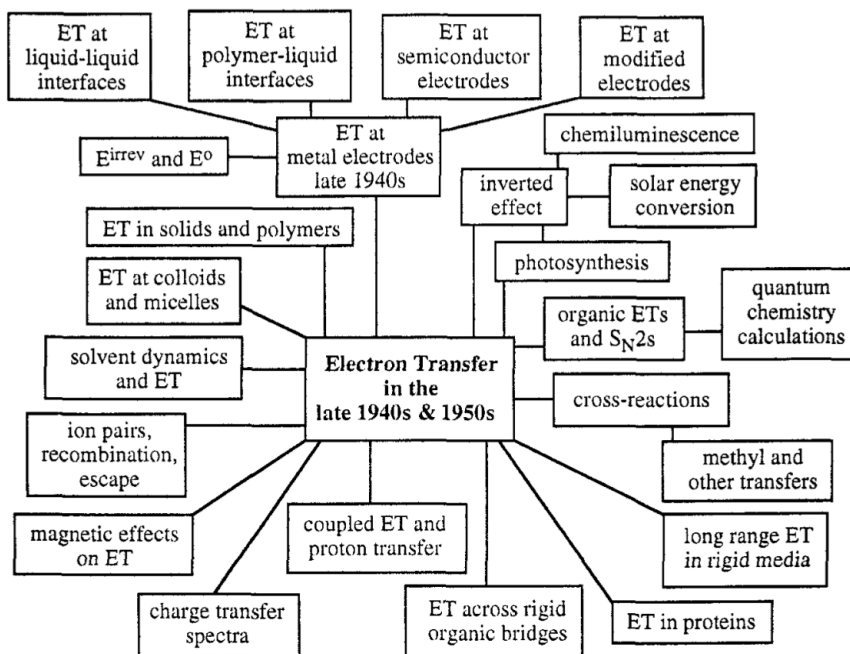 ET at
liquid-liquid
interfaces
ET at
polymer-liquid
interfaces
ET at
semiconductor
electrodes
ET at
modified
electrodes
E^irrev and E^o
ET at
metal electrodes
late 1940s
chemiluminescence
inverted
effect
solar energy
conversion
ET in solids and polymers
photosynthesis
ET at colloids
and micelles
organic ETs
and S_N2s
quantum
chemistry
calculations
solvent dynamics
and ET
Electron Transfer
in the
late 1940s & 1950s
cross-reactions
ion pairs,
recombination,
escape
methyl and
other transfers
magnetic effects
on ET
coupled ET and
proton transfer
long range ET
in rigid media
charge transfer
spectra
ET across rigid
organic bridges
ET in proteins